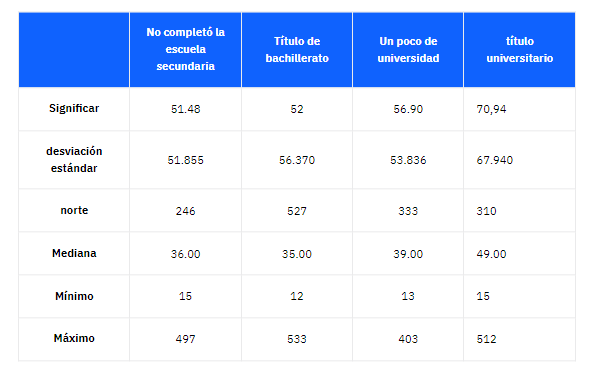 No completó la escuela secundaria Título de bachillerato Un poco de universidad título universitario
Significar 51.48 52 56.90 70,94
desviación estándar 51.855 56.370 53.836 67.940
norte 246 527 333 310
Mediana 36.00 35.00 39.00 49.00
Mínimo 15 12 13 15
Máximo 497 533 403 512